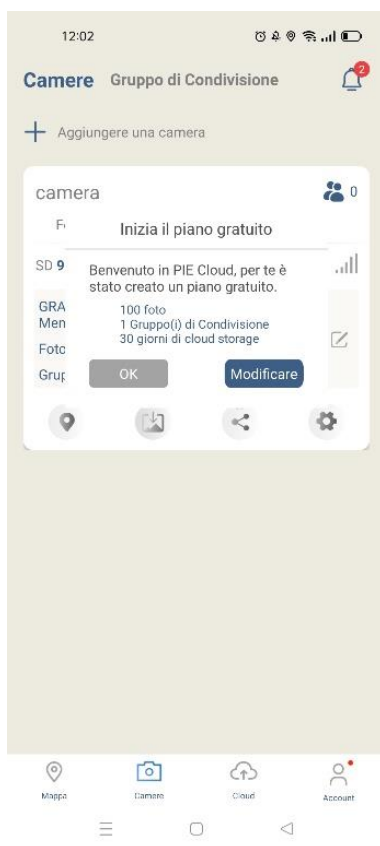 12:02
Camere Gruppo di Condivisione
2
Aggiungere una camera
camera
0
Inizia il piano gratuito
SD 9
Benvenuto in PIE Cloud, per te è
stato creato un piano gratuito.
GRA
Men
100 foto
1 Gruppo(i) di Condivisione
30 giorni di cloud storage
OK Modificare
Mappa Camere Cloud Account